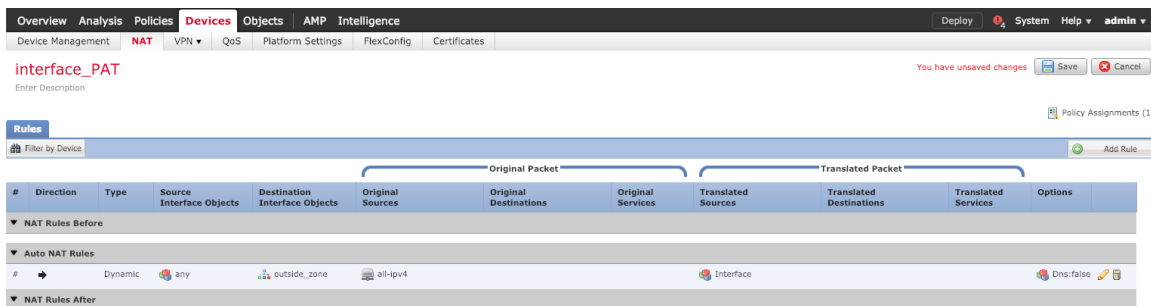 Overview Analysis Policies Devices Objects AMP Intelligence Deploy 4 System Help admin
Device Management NAT VPN QoS Platform Settings FlexConfig Certificates
interface_PAT You have unsaved changes Save Cancel
Enter Description
Policy Assignments (1
Rules
Filter by Device Add Rule
Original Packet Translated Packet
# Direction Type Source Interface Objects Destination Interface Objects Original Sources Original Destinations Original Services Translated Sources Translated Destinations Translated Services Options
NAT Rules Before
Auto NAT Rules
# Dynamic any outside_zone all-ipv4 Interface Dns:false
NAT Rules After